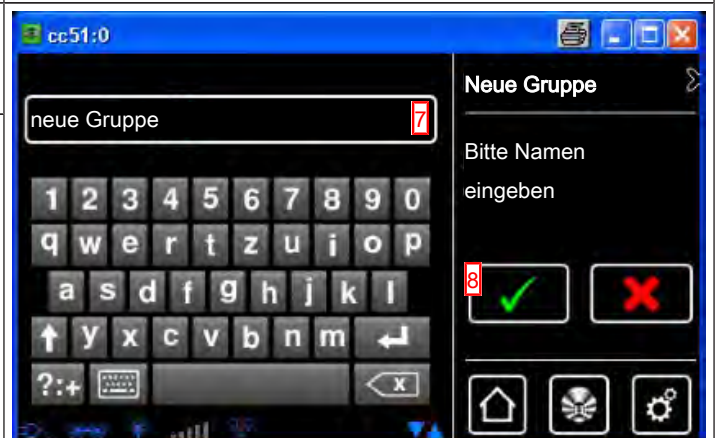 cc51:0
Neue Gruppe
neue Gruppe 7
Bitte Namen
eingeben
1 2 3 4 5 6 7 8 9 0
q w e r t z u i o p
a s d f g h j k l
y x c v b n m
?:+ x
8